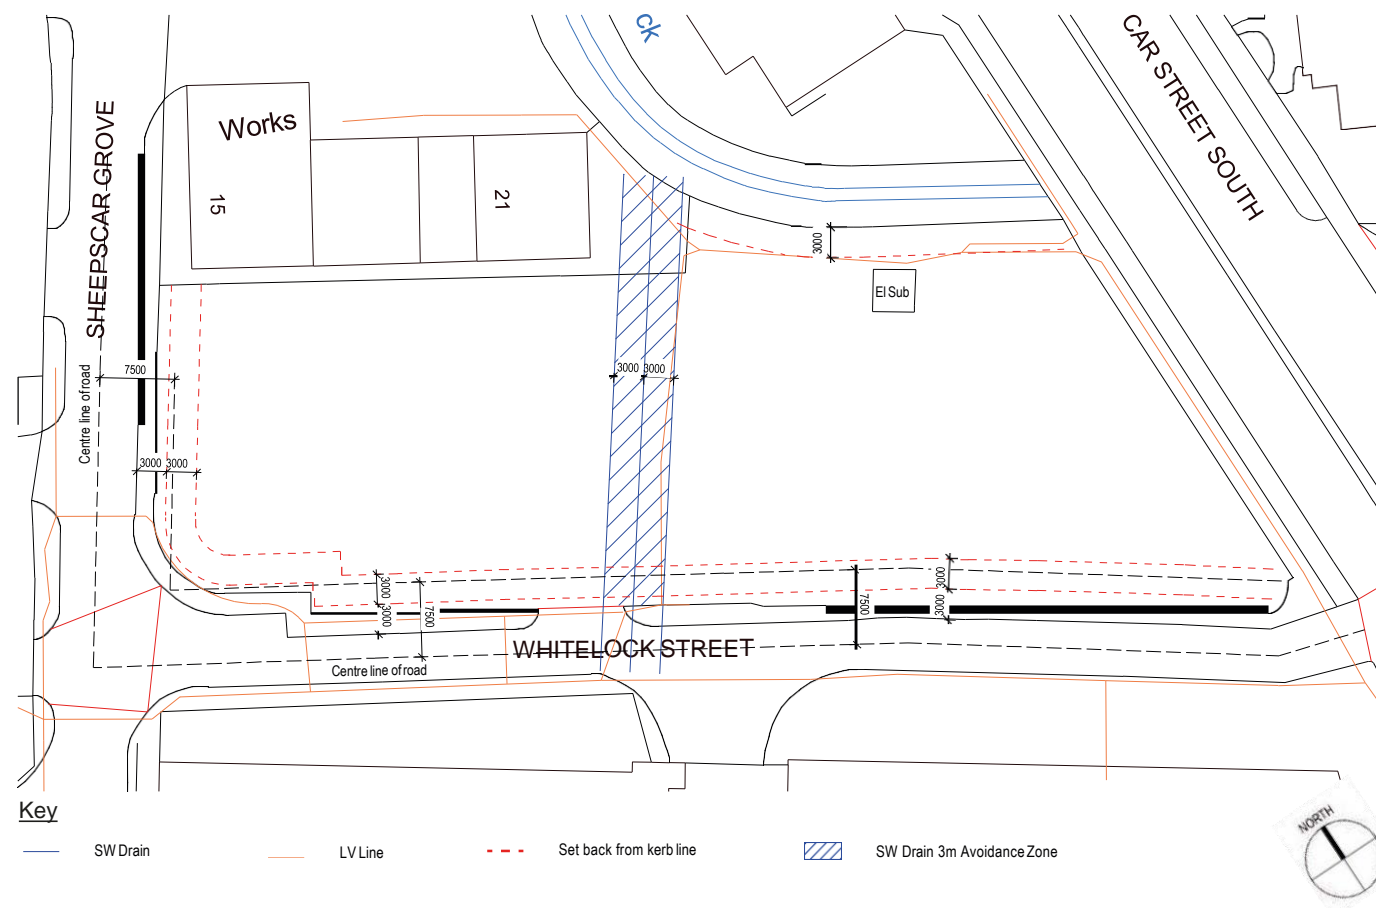 ck
CAR STREET SOUTH
SHEEPSCAR GROVE
Works
15
21
3000
El Sub
7500
Centre line of road
3000
3000
3000
3000
3000
3000
7500
7500
3000
3000
WHITELOCK STREET
Centre line of road
Key
SW Drain
LV Line
Set back from kerb line
SW Drain 3m Avoidance Zone
NORTH